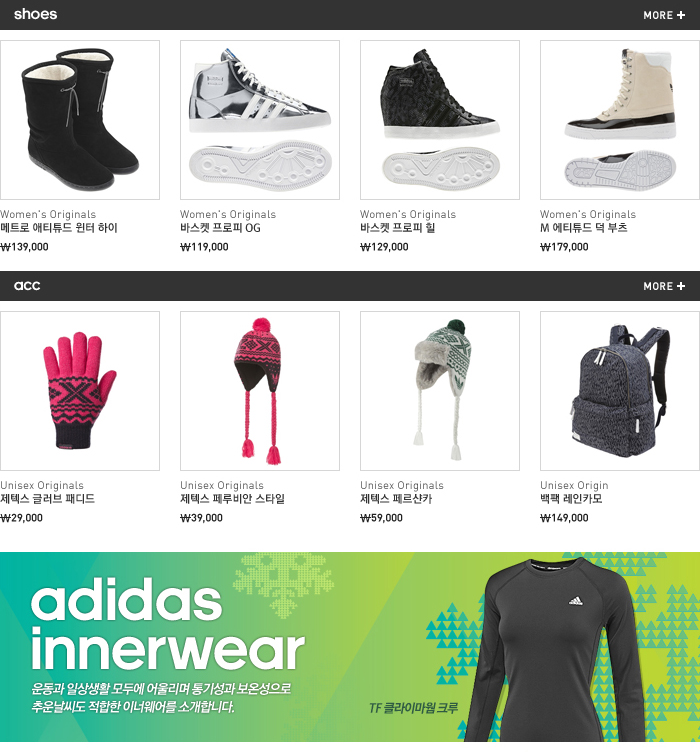 shoes
MORE +
Women's Originals
메트로 애티튜드 윈터 하이
₩139,000
Women's Originals
바스켓 프로피 OG
₩119,000
Women's Originals
바스켓 프로피 힐
₩129,000
Women's Originals
M 에티튜드 덕 부츠
₩179,000
acc
MORE +
Unisex Originals
제텍스 글러브 패디드
₩29,000
Unisex Originals
제텍스 페루비안 스타일
₩39,000
Unisex Originals
제텍스 페르샨카
₩59,000
Unisex Origin
백팩 레인카모
₩149,000
adidas
innerwear
운동과 일상생활 모두에 어울리며 통기성과 보온성으로
추운날씨도 적합한 이너웨어를 소개합니다.
TF 클라이마웜 크루